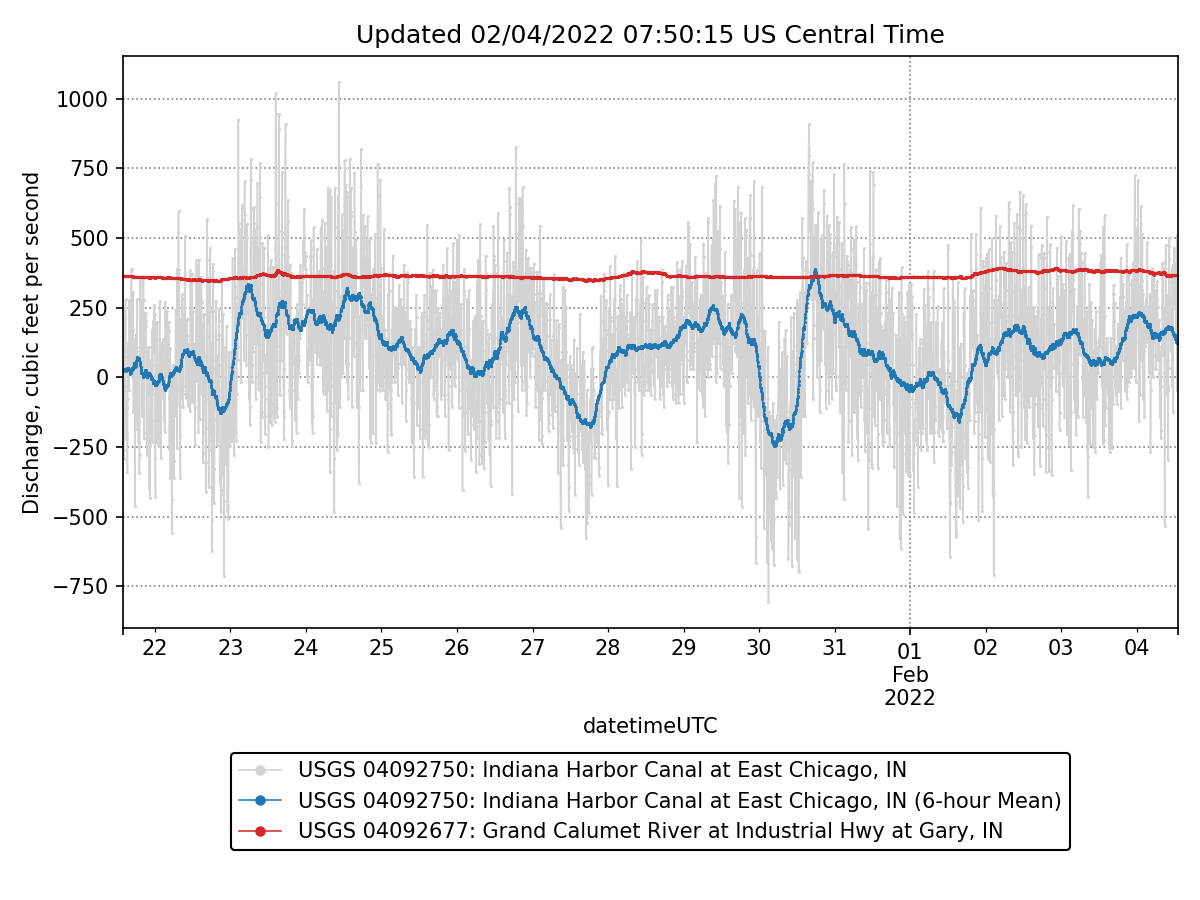 Updated 02/04/2022 07:50:15 US Central Time
Discharge, cubic feet per second
1000
750
500
250
0
−250
−500
−750
22 23 24 25 26 27 28 29 30 31 01 02 03 04
Feb
2022
datetimeUTC
USGS 04092750: Indiana Harbor Canal at East Chicago, IN
USGS 04092750: Indiana Harbor Canal at East Chicago, IN (6-hour Mean)
USGS 04092677: Grand Calumet River at Industrial Hwy at Gary, IN